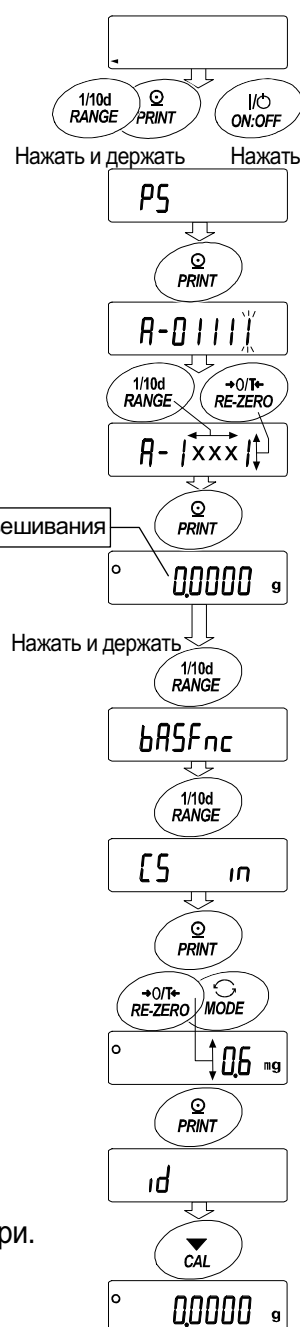 1/10d
RANGE
PRINT
I/⏻
ON:OFF
Нажать и держать
Нажать
PS
PRINT
A-01111
1/10d
RANGE
→0/T←
RE-ZERO
A-1xxx1
PRINT
ешивания
0.0000 g
Нажать и держать
1/10d
RANGE
bASFnc
1/10d
RANGE
CS in
PRINT
→0/T←
RE-ZERO
MODE
0.6 mg
PRINT
id
ри.
CAL
0.0000 g